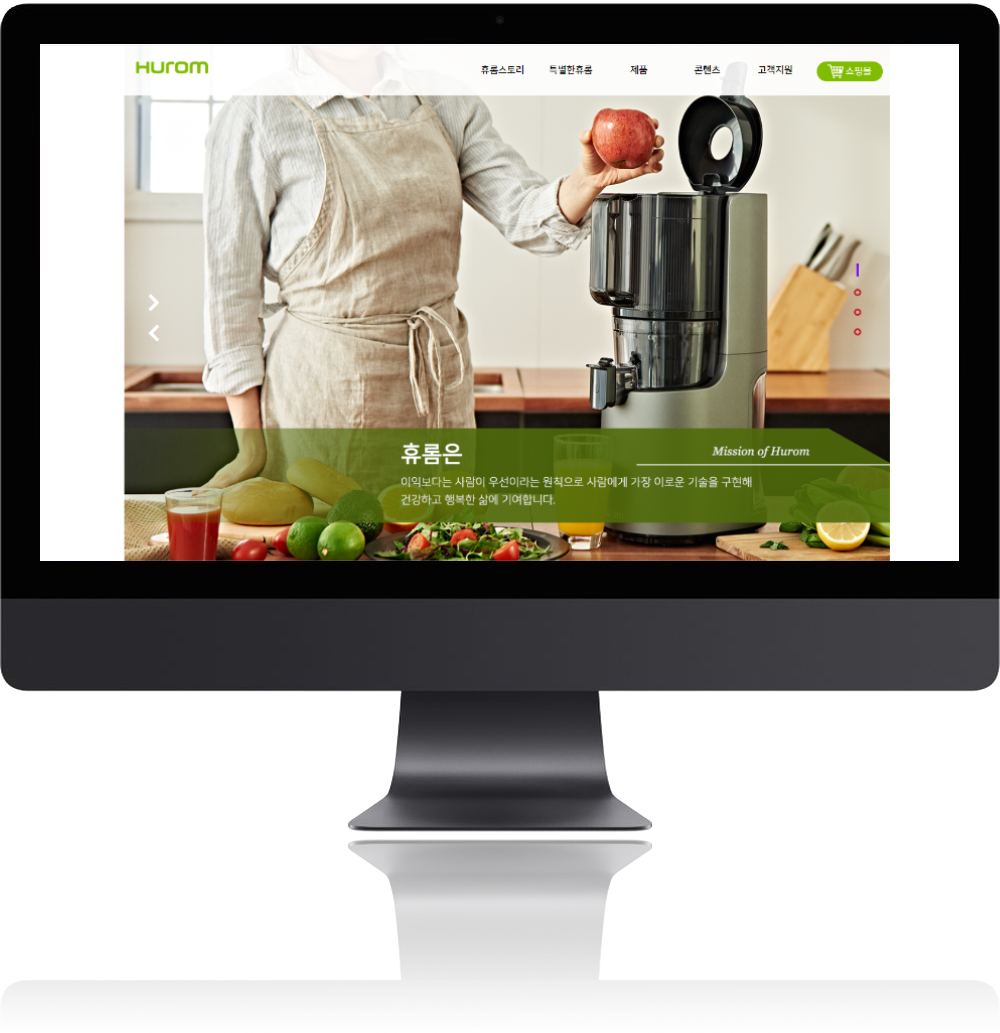 HUROM
휴롬스토리
특별한휴롬
제품
콘텐츠
고객지원
쇼핑몰
휴롬은
Mission of Hurom
이익보다는 사람이 우선이라는 원칙으로 사람에게 가장 이로운 기술을 구현해
건강하고 행복한 삶에 기여합니다.